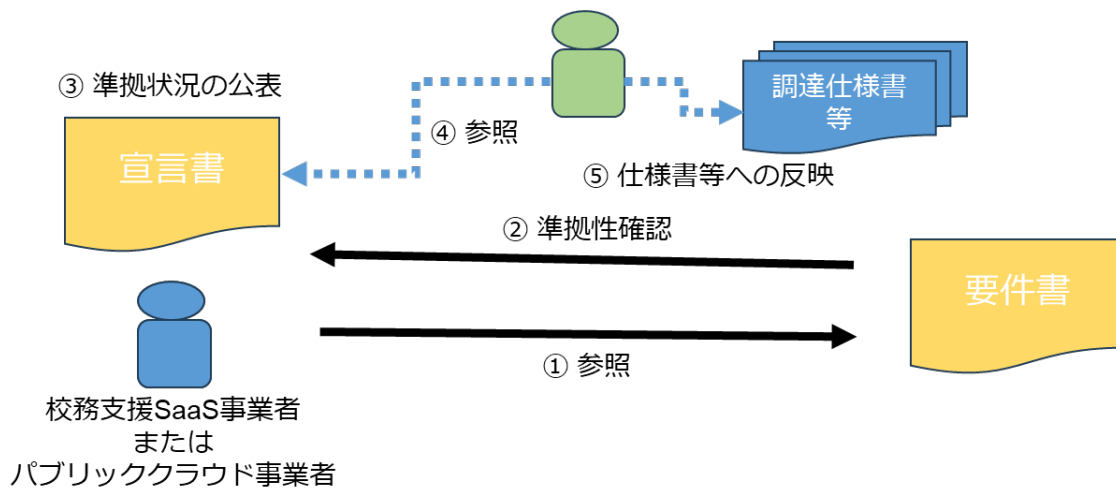 ③ 準拠状況の公表
宣言書
④ 参照
調達仕様書
等
⑤ 仕様書等への反映
② 準拠性確認
要件書
① 参照
校務支援SaaS事業者
または
パブリッククラウド事業者